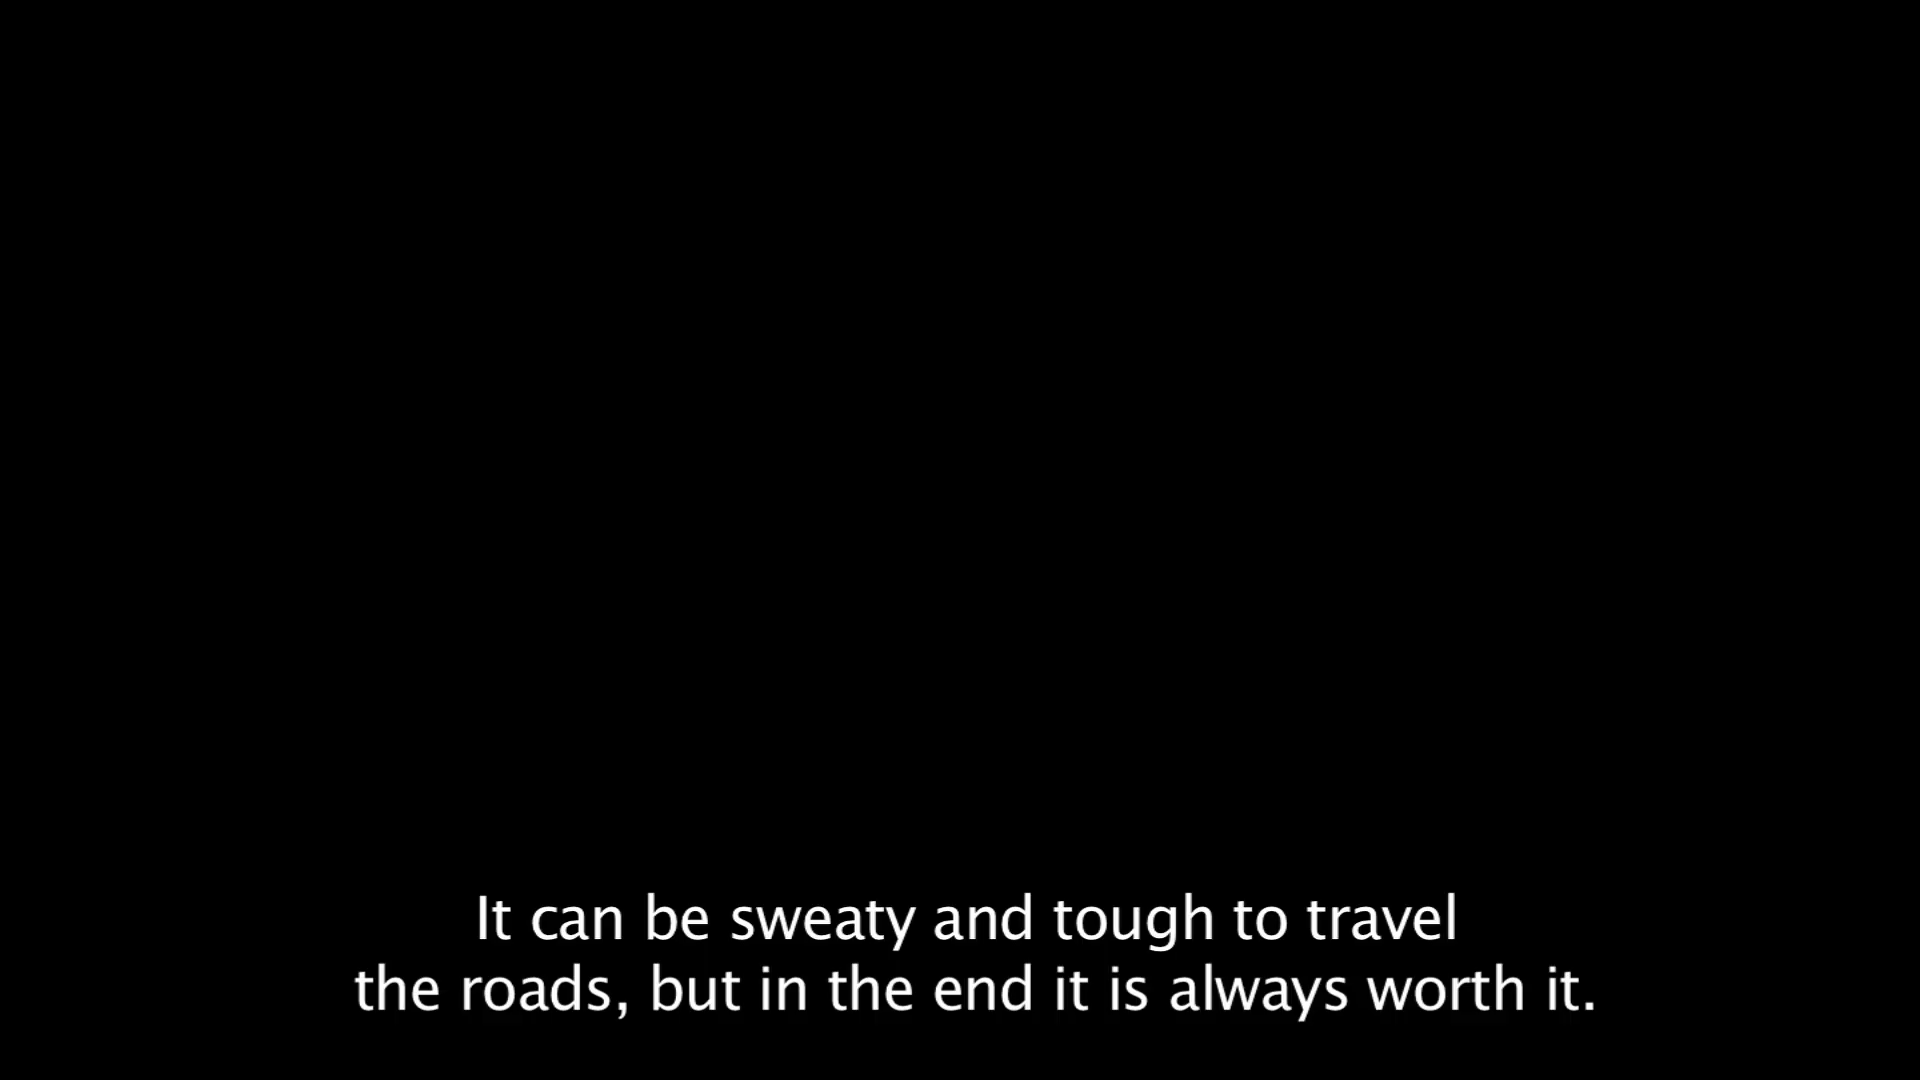 It can be sweaty and tough to travel
the roads, but in the end it is always worth it.